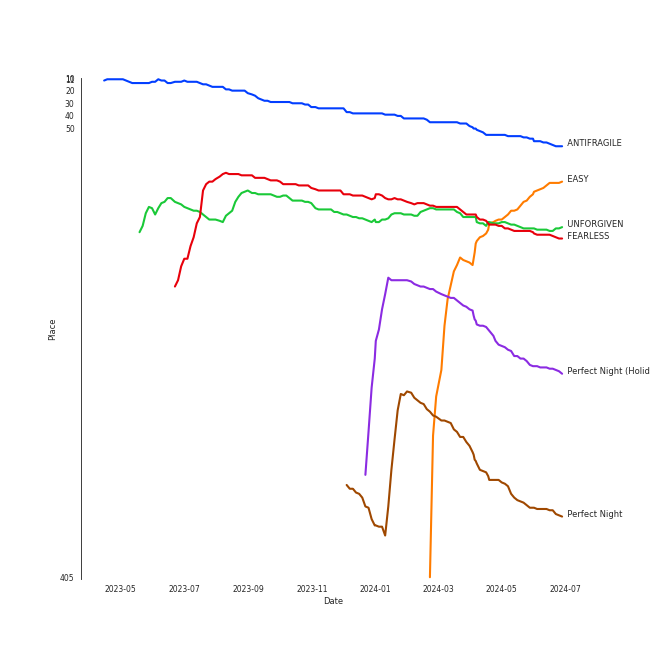 10
20
30
40
50
ANTIFRAGILE
EASY
UNFORGIVEN
FEARLESS
Place
Perfect Night (Holid
Perfect Night
405
2023-05 2023-07 2023-09 2023-11 2024-01 2024-03 2024-05 2024-07
Date